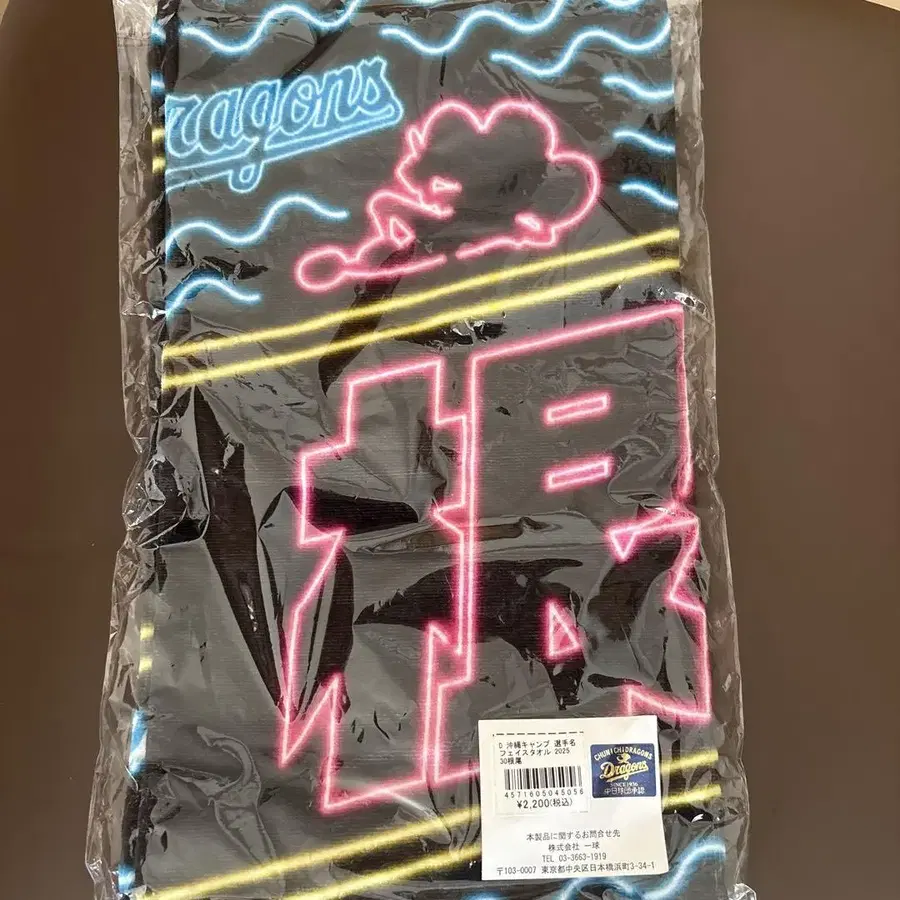 ragons
根
D 沖縄キャンプ 選手名
フェイスタオル 2025
30根尾
4571605045056
¥2,200(税込)
CHUNICHI DRAGONS
Dragons
SINCE 1936
中日球団承認
本製品に関するお問合せ先
株式会社 一球
TEL 03-3663-1919
〒103-0007 東京都中央区日本橋浜町3-34-1